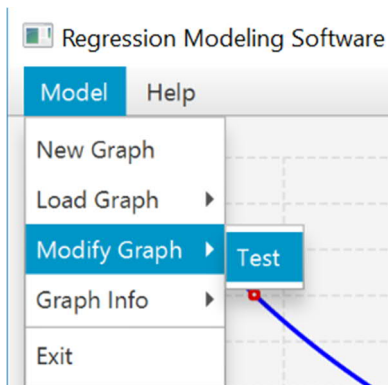 Regression Modeling Software
Model Help
New Graph
Load Graph
Modify Graph
Test
Graph Info
Exit